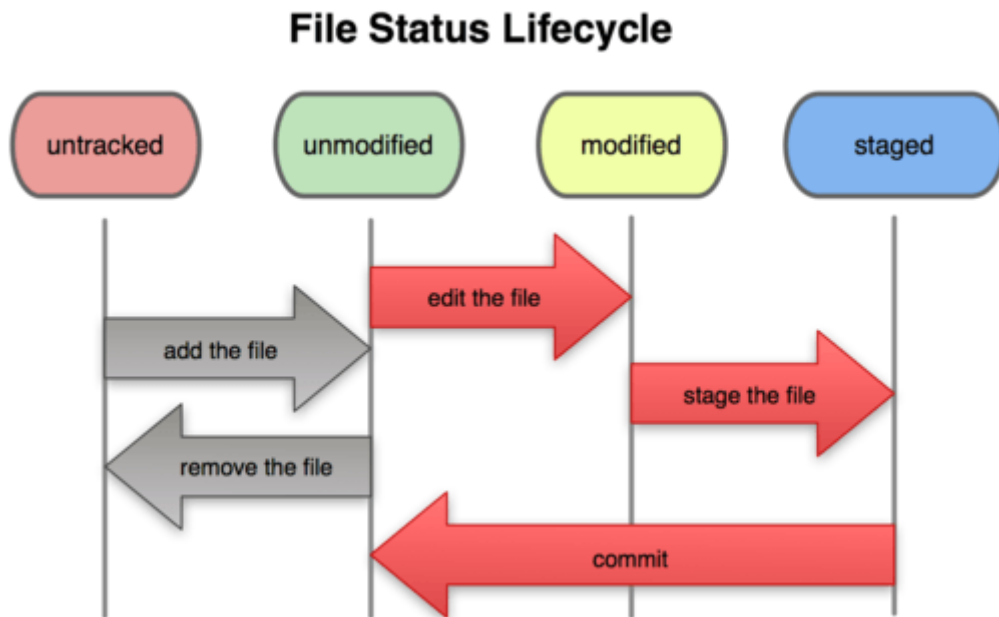 File Status Lifecycle
untracked
unmodified
modified
staged
edit the file
add the file
stage the file
remove the file
commit